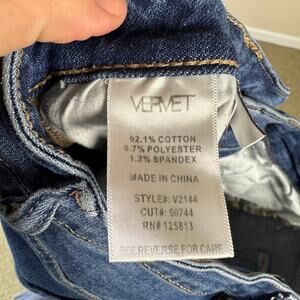 VERVET
92.1% COTTON
6.7% POLYESTER
1.2% SPANDEX
MADE IN CHINA
STYLE#: V2144
CUT#: 50744
RN#: 125813
SEE REVERSE FOR CARE